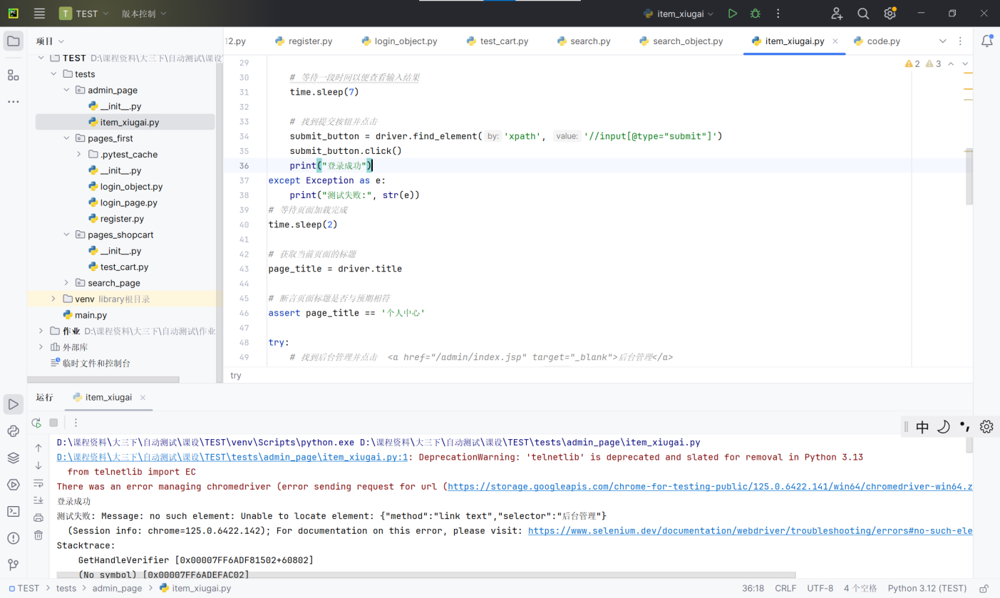 TEST
版本控制
item_xiugai
项目
12.py
register.py
login_object.py
test_cart.py
search.py
search_object.py
item_xiugai.py
code.py
TEST D:\课程资料\大三下\自动测试\课设
tests
admin_page
__init__.py
item_xiugai.py
pages_first
.pytest_cache
__init__.py
login_object.py
login_page.py
register.py
pages_shopcart
__init__.py
test_cart.py
search_page
venv library根目录
main.py
作业 D:\课程资料\大三下\自动测试\作业
外部库
临时文件和控制台
2 3
29
30 # 等待一段时间以便查看输入结果
31 time.sleep(7)
32
33 # 找到提交按钮并点击
34 submit_button = driver.find_element( by: 'xpath', value: '//input[@type="submit"]')
35 submit_button.click()
36 print("登录成功")
37 except Exception as e:
38 print("测试失败:", str(e))
39 # 等待页面加载完成
40 time.sleep(2)
41
42 # 获取当前页面的标题
43 page_title = driver.title
44
45 # 断言页面标题是否与预期相符
46 assert page_title == '个人中心'
47
48 try:
49 # 找到后台管理并点击 <a href="/admin/index.jsp" target="_blank">后台管理</a>
try
运行 item_xiugai
中
D:\课程资料\大三下\自动测试\课设\TEST\venv\Scripts\python.exe D:\课程资料\大三下\自动测试\课设\TEST\tests\admin_page\item_xiugai.py
D:\课程资料\大三下\自动测试\课设\TEST\tests\admin_page\item_xiugai.py:1: DeprecationWarning: 'telnetlib' is deprecated and slated for removal in Python 3.13
from telnetlib import EC
There was an error managing chromedriver (error sending request for url (https://storage.googleapis.com/chrome-for-testing-public/125.0.6422.141/win64/chromedriver-win64.z
登录成功
测试失败: Message: no such element: Unable to locate element: {"method":"link text","selector":"后台管理"}
(Session info: chrome=125.0.6422.142); For documentation on this error, please visit: https://www.selenium.dev/documentation/webdriver/troubleshooting/errors#no-such-ele
Stacktrace:
GetHandleVerifier [0x00007FF6ADF81502+60802]
(No symbol) [0x00007FF6ADEFAC02]
TEST > tests > admin_page > item_xiugai.py
36:18 CRLF UTF-8 4 个空格 Python 3.12 (TEST)